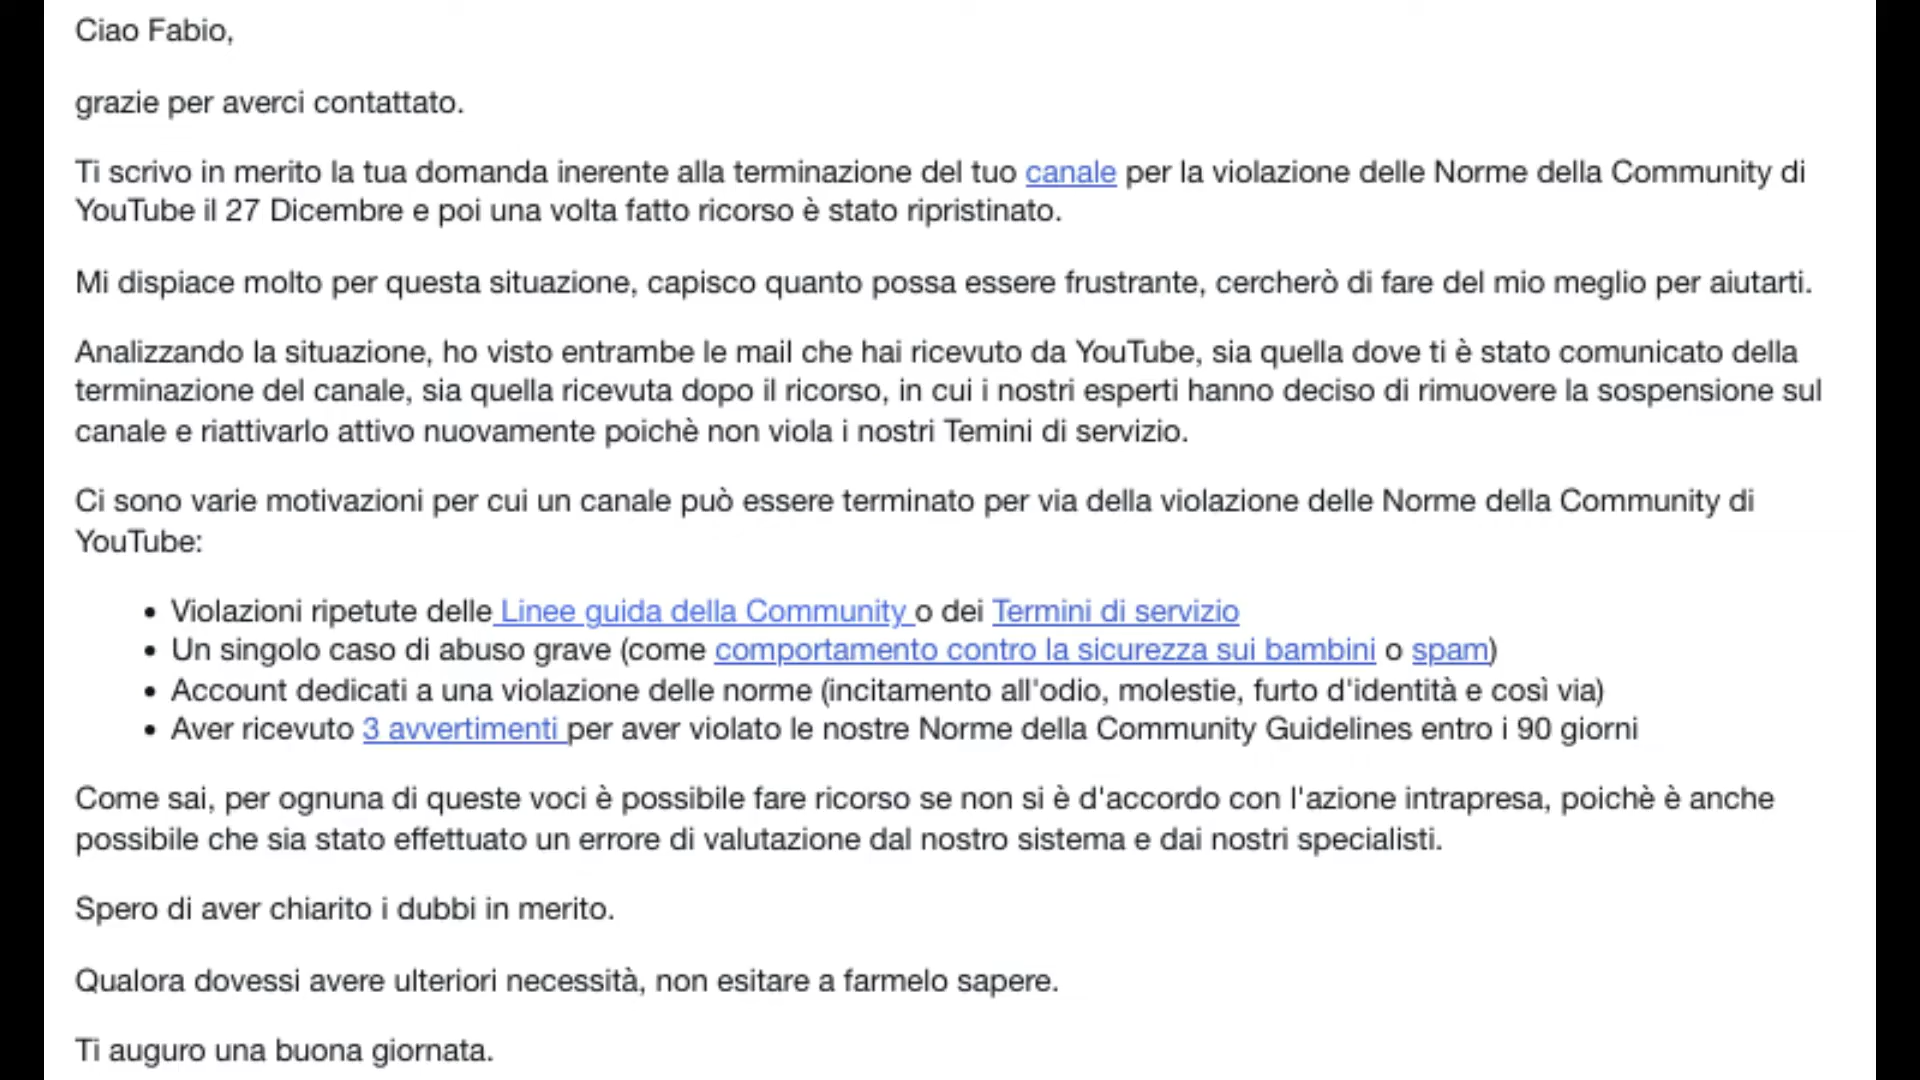 Ciao Fabio,
grazie per averci contattato.
Ti scrivo in merito la tua domanda inerente alla terminazione del tuo canale per la violazione delle Norme della Community di
YouTube il 27 Dicembre e poi una volta fatto ricorso è stato ripristinato.
Mi dispiace molto per questa situazione, capisco quanto possa essere frustrante, cercherò di fare del mio meglio per aiutarti.
Analizzando la situazione, ho visto entrambe le mail che hai ricevuto da YouTube, sia quella dove ti è stato comunicato della
terminazione del canale, sia quella ricevuta dopo il ricorso, in cui i nostri esperti hanno deciso di rimuovere la sospensione sul
canale e riattivarlo attivo nuovamente poichè non viola i nostri Temini di servizio.
Ci sono varie motivazioni per cui un canale può essere terminato per via della violazione delle Norme della Community di
YouTube:
• Violazioni ripetute delle Linee guida della Community o dei Termini di servizio
• Un singolo caso di abuso grave (come comportamento contro la sicurezza sui bambini o spam)
• Account dedicati a una violazione delle norme (incitamento all'odio, molestie, furto d'identità e così via)
• Aver ricevuto 3 avvertimenti per aver violato le nostre Norme della Community Guidelines entro i 90 giorni
Come sai, per ognuna di queste voci è possibile fare ricorso se non si è d'accordo con l'azione intrapresa, poichè è anche
possibile che sia stato effettuato un errore di valutazione dal nostro sistema e dai nostri specialisti.
Spero di aver chiarito i dubbi in merito.
Qualora dovessi avere ulteriori necessità, non esitare a farmelo sapere.
Ti auguro una buona giornata.